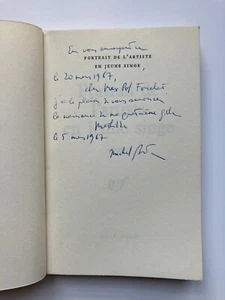 En vous envoyant ce
PORTRAIT DE L'ARTISTE
EN JEUNE SINGE
le 20 mars 1967,
cher Max Pol Fouchet,
j'ai le plaisir de vous annoncer
la naissance de ma quatrième fille
Mathilde
le 5 mars 1967
Michel